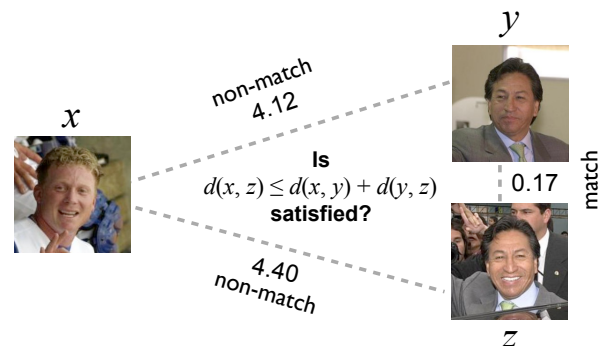 y
x
non-match
4.12
Is
d(x, z) ≤ d(x, y) + d(y, z)
satisfied?
0.17
match
4.40
non-match
z